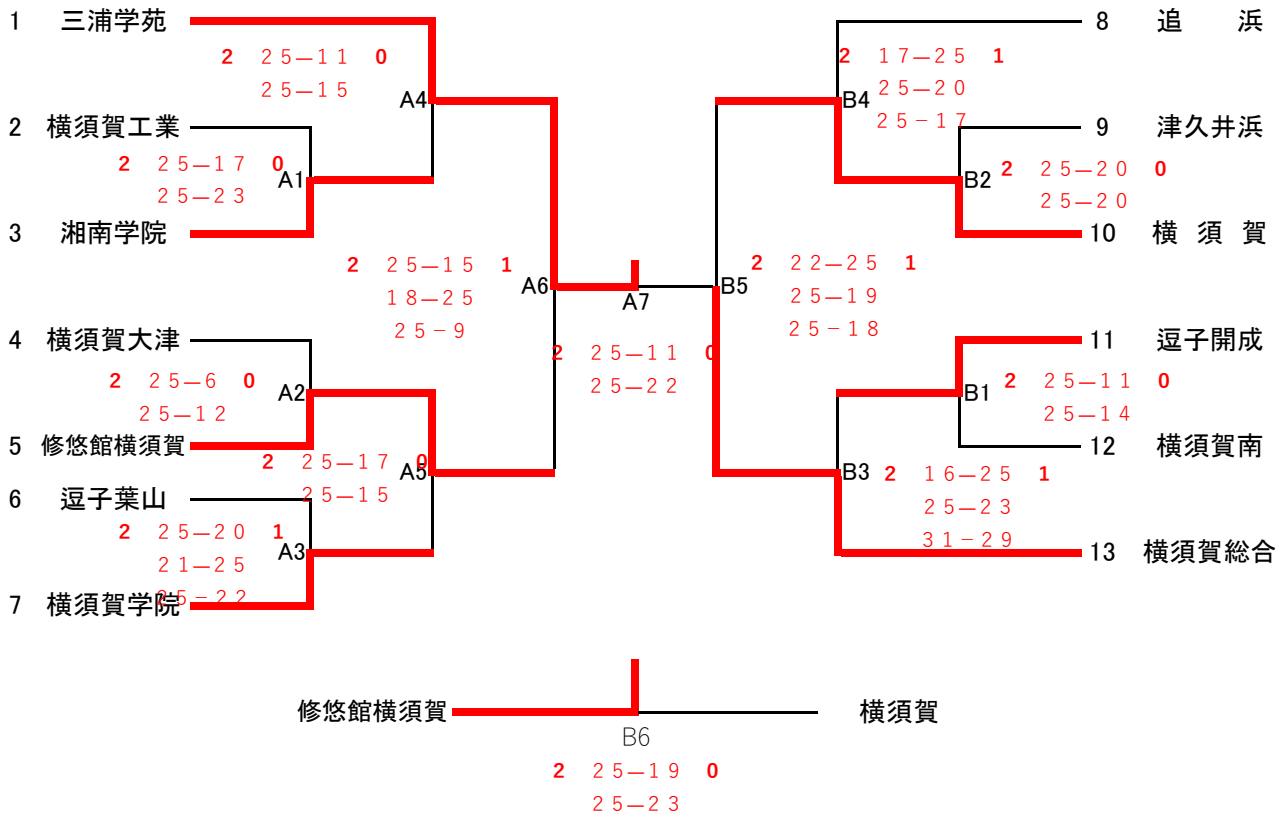 1 三浦学苑
2 25―11 0
25―15
A4
2 横須賀工業
2 25―17 0
25―23
A1
3 湘南学院
2 25―15 1
18―25
25－9
A6
4 横須賀大津
2 25―6 0
25―12
A2
5 修悠館横須賀
2 25―17 0
25―15
A5
6 逗子葉山
2 25―20 1
21―25
25－22
A3
7 横須賀学院
A7
2 25―11 0
25―22
8 追　浜
2 17―25 1
25―20
25－17
B4
9 津久井浜
B2
2 25―20 0
25―20
10 横須賀
B5
2 22―25 1
25―19
25－18
11 逗子開成
B1
2 25―11 0
25―14
12 横須賀南
B3
2 16―25 1
25―23
31－29
13 横須賀総合
修悠館横須賀 横須賀
B6
2 25―19 0
25―23